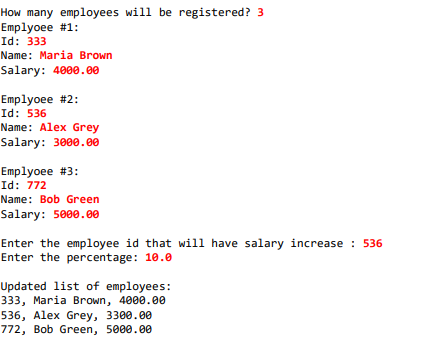 How many employees will be registered? 3
Emplyoee #1:
Id: 333
Name: Maria Brown
Salary: 4000.00
Emplyoee #2:
Id: 536
Name: Alex Grey
Salary: 3000.00
Emplyoee #3:
Id: 772
Name: Bob Green
Salary: 5000.00
Enter the employee id that will have salary increase : 536
Enter the percentage: 10.0
Updated list of employees:
333, Maria Brown, 4000.00
536, Alex Grey, 3300.00
772, Bob Green, 5000.00